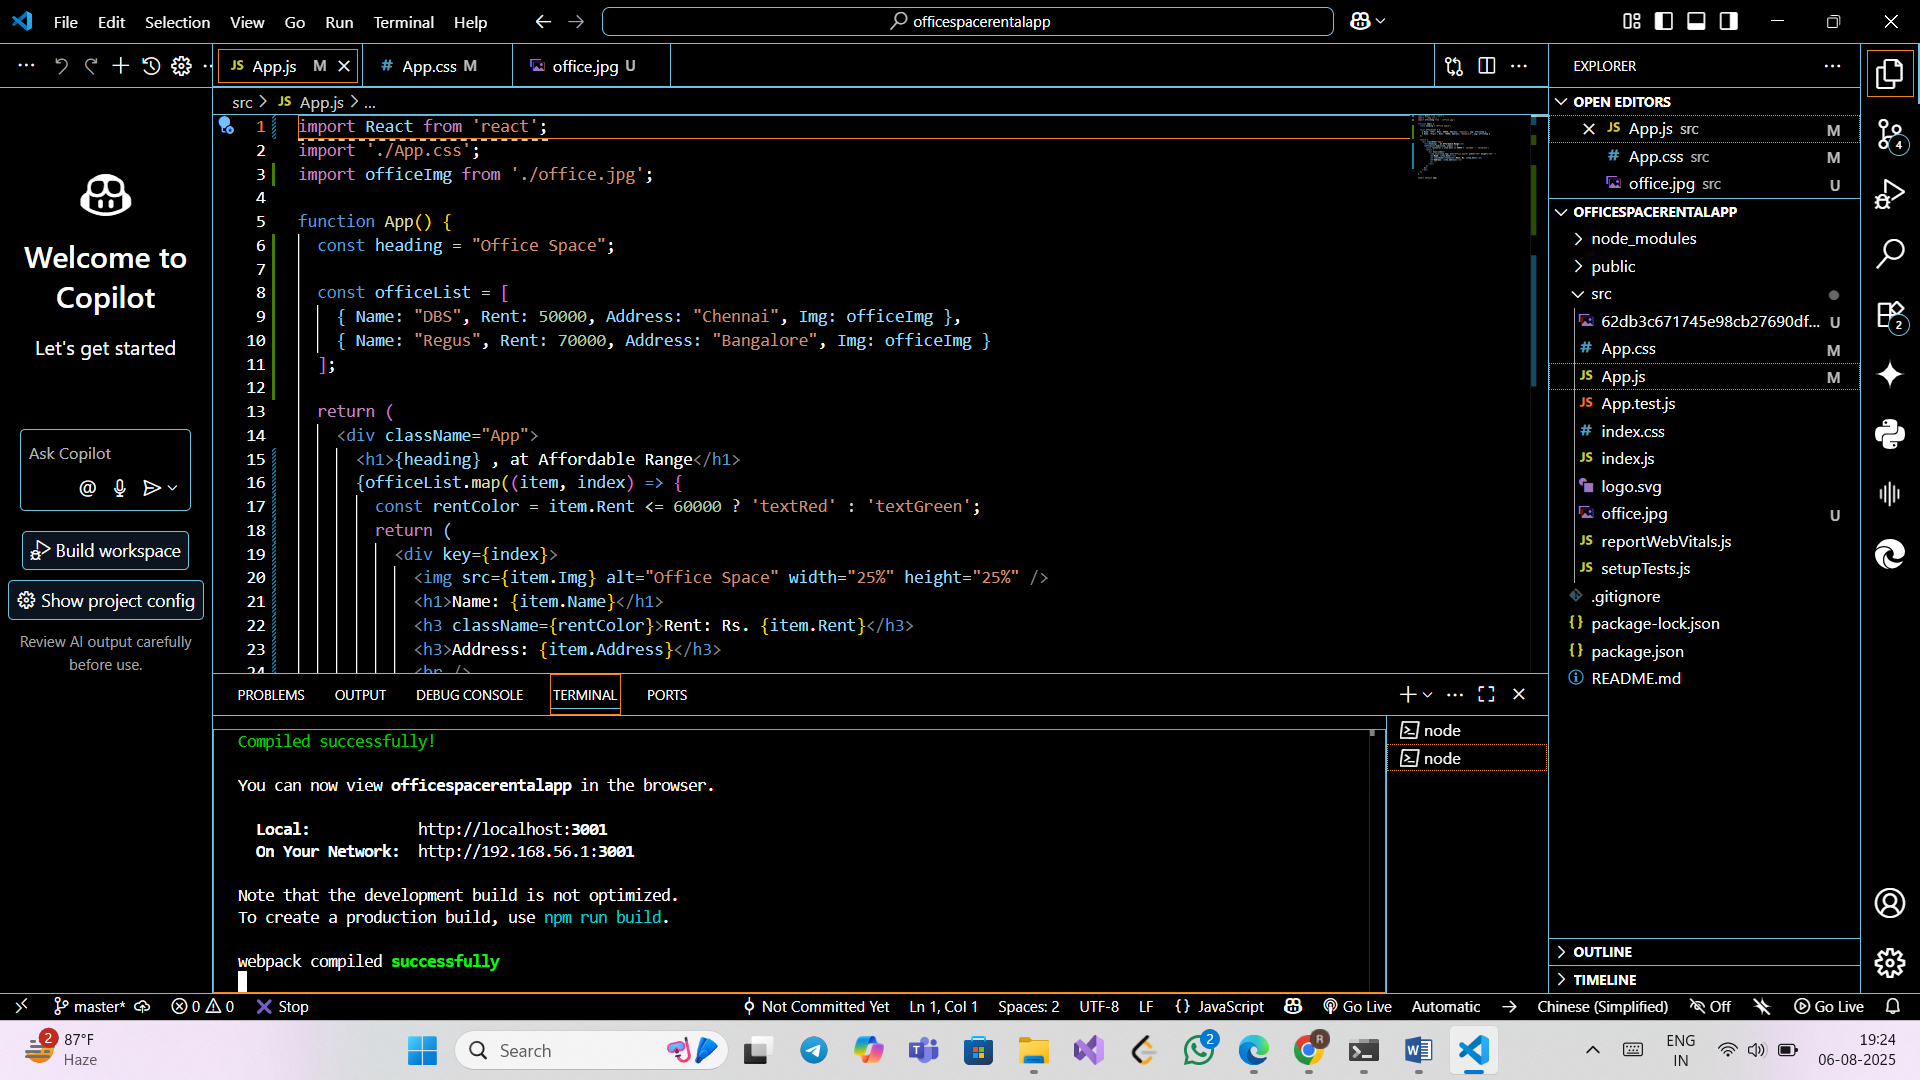 File Edit Selection View Go Run Terminal Help
officespacerentalapp
JS App.js M
# App.css M
office.jpg U
src > JS App.js > ...
Welcome to Copilot
Let's get started
Ask Copilot
@
Build workspace
Show project config
Review AI output carefully
before use.
1 import React from 'react';
2 import './App.css';
3 import officeImg from './office.jpg';
4
5 function App() {
6 const heading = "Office Space";
7
8 const officeList = [
9 { Name: "DBS", Rent: 50000, Address: "Chennai", Img: officeImg },
10 { Name: "Regus", Rent: 70000, Address: "Bangalore", Img: officeImg }
11 ];
12
13 return (
14 <div className="App">
15 <h1>{heading} , at Affordable Range</h1>
16 {officeList.map((item, index) => {
17 const rentColor = item.Rent <= 60000 ? 'textRed' : 'textGreen';
18 return (
19 <div key={index}>
20 <img src={item.Img} alt="Office Space" width="25%" height="25%" />
21 <h1>Name: {item.Name}</h1>
22 <h3 className={rentColor}>Rent: Rs. {item.Rent}</h3>
23 <h3>Address: {item.Address}</h3>
24 <br />
PROBLEMS OUTPUT DEBUG CONSOLE TERMINAL PORTS
Compiled successfully!
You can now view officespacerentalapp in the browser.
Local: http://localhost:3001
On Your Network: http://192.168.56.1:3001
Note that the development build is not optimized.
To create a production build, use npm run build.
webpack compiled successfully
node
node
EXPLORER
OPEN EDITORS
JS App.js src M
# App.css src M
office.jpg src U
OFFICESPACERENTALAPP
node_modules
public
src
62db3c671745e98cb27690df... U
# App.css M
JS App.js M
JS App.test.js
# index.css
JS index.js
logo.svg
office.jpg U
JS reportWebVitals.js
JS setupTests.js
.gitignore
{} package-lock.json
{} package.json
README.md
OUTLINE
TIMELINE
4
2
master* 0 0 Stop Not Committed Yet Ln 1, Col 1 Spaces: 2 UTF-8 LF {} JavaScript Go Live Automatic Chinese (Simplified) Off Go Live
2
87°F
Haze
Search
2
R
ENG
IN
19:24
06-08-2025